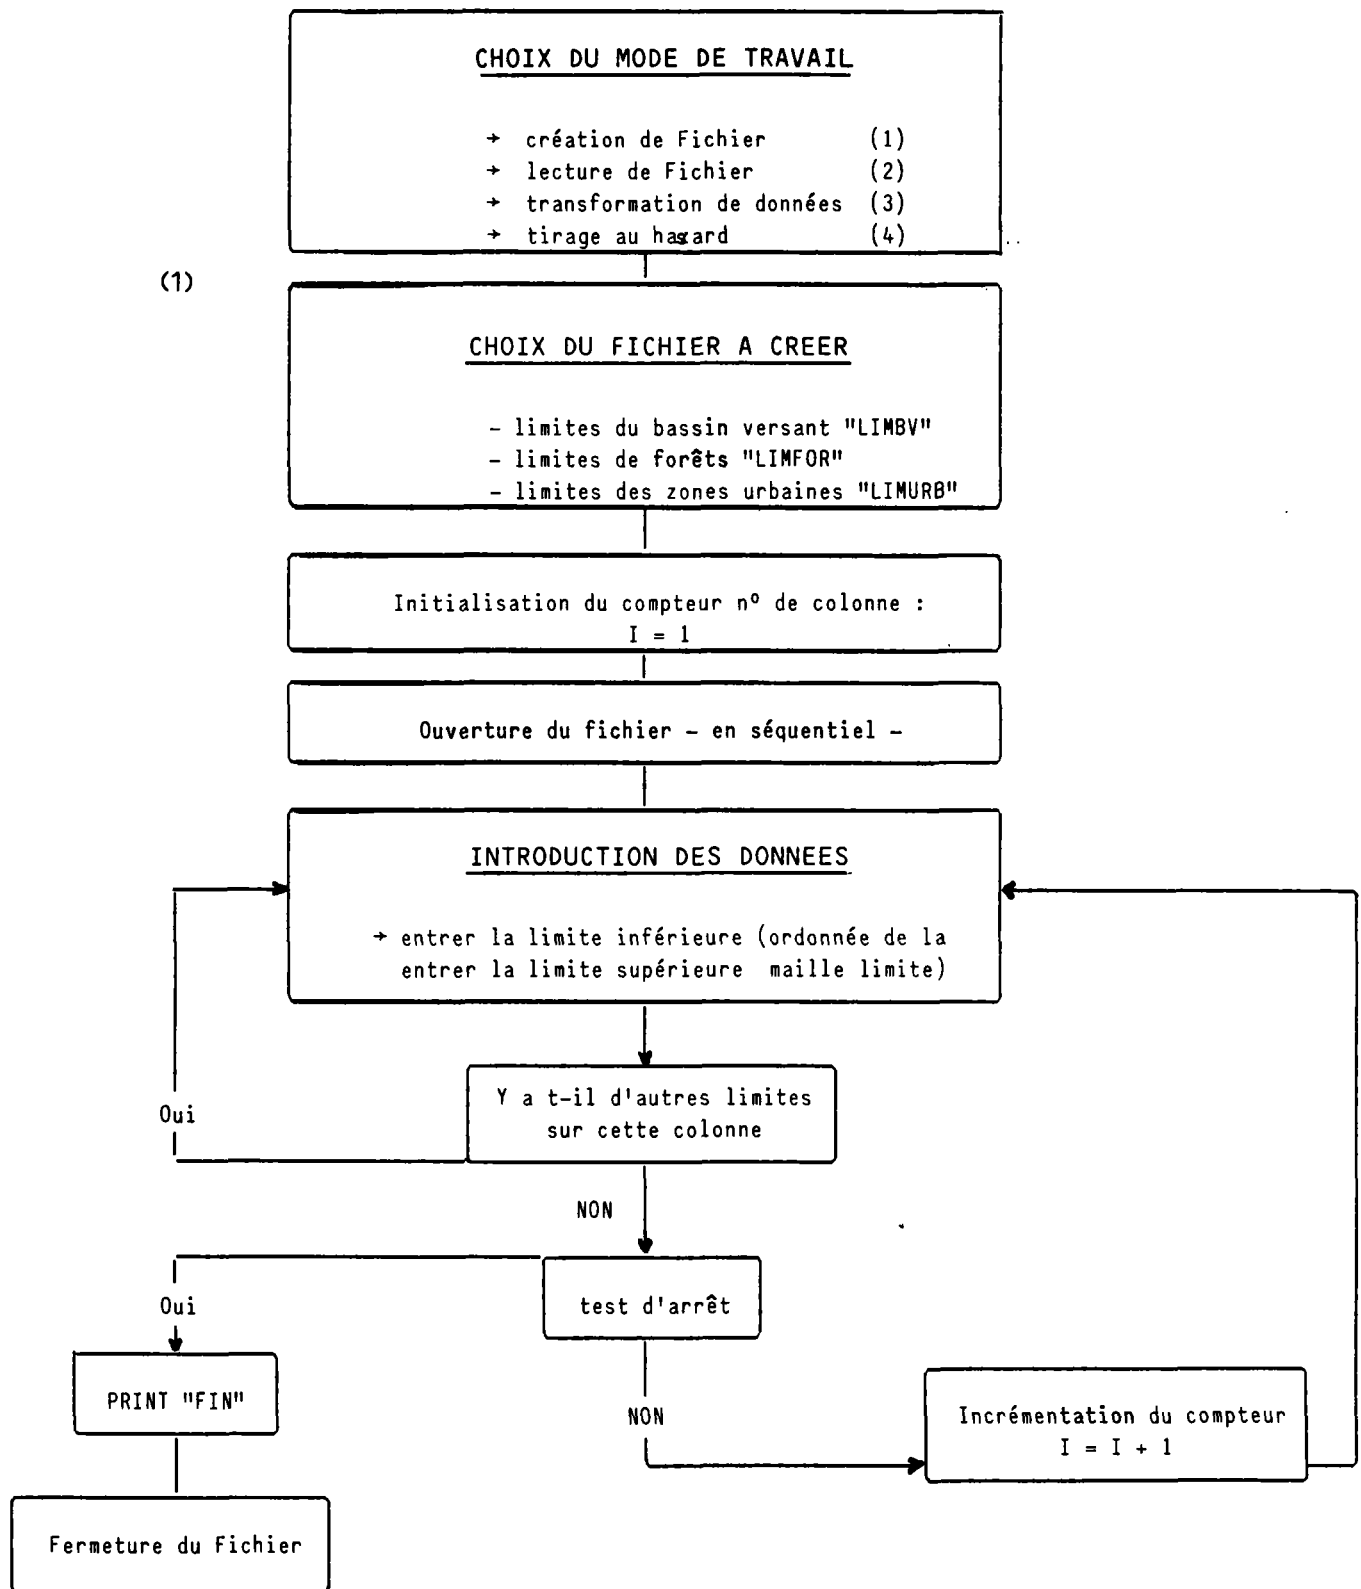 CHOIX DU MODE DE TRAVAIL
→ création de Fichier (1)
→ lecture de Fichier (2)
→ transformation de données (3)
→ tirage au hasard (4)
(1)
CHOIX DU FICHIER A CREER
– limites du bassin versant "LIMBV"
– limites de forêts "LIMFOR"
– limites des zones urbaines "LIMURB"
Initialisation du compteur nº de colonne :
I = 1
Ouverture du fichier – en séquentiel –
INTRODUCTION DES DONNEES
→ entrer la limite inférieure (ordonnée de la
entrer la limite supérieure maille limite)
Y a t-il d'autres limites
sur cette colonne
Oui
NON
test d'arrêt
Oui
PRINT "FIN"
NON
Incrémentation du compteur
I = I + 1
Fermeture du Fichier